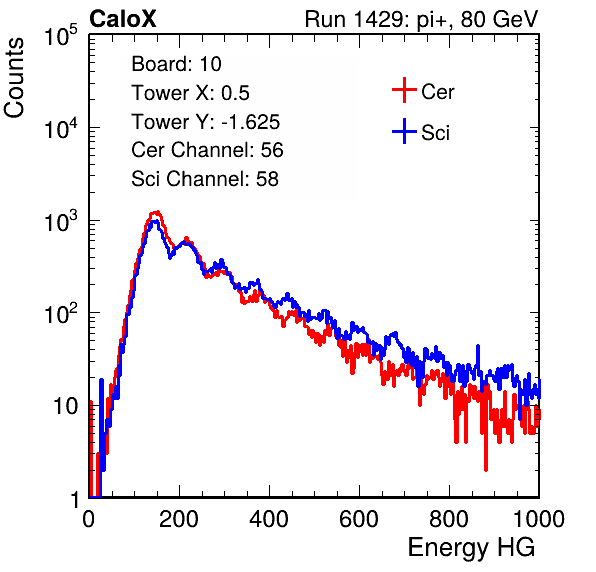 CaloX Run 1429: pi+, 80 GeV
Counts
Board: 10
Tower X: 0.5
Tower Y: -1.625
Cer Channel: 56
Sci Channel: 58
Cer
Sci
10^5
10^4
10^3
10^2
10
1
0 200 400 600 800 1000
Energy HG